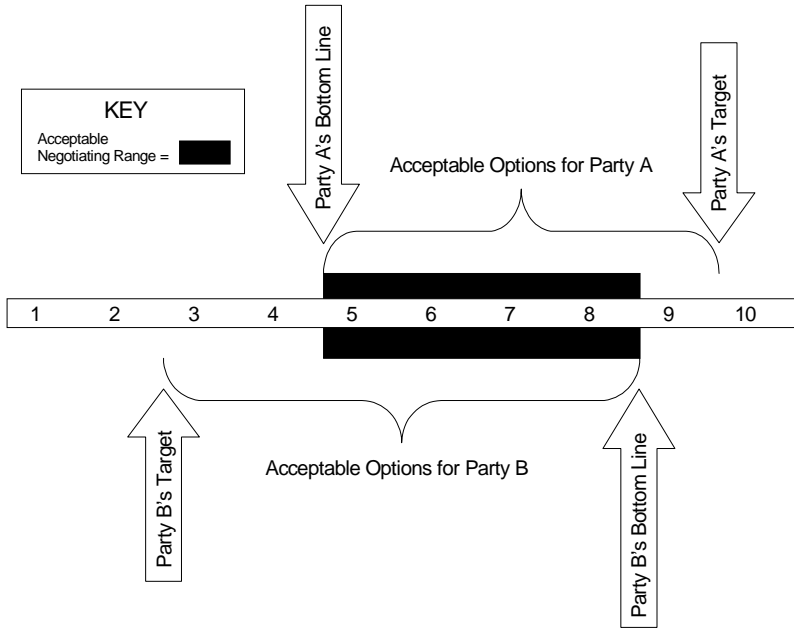 Party A's Bottom Line
Party A's Target
KEY
Acceptable
Negotiating Range =
Acceptable Options for Party A
1 2 3 4 5 6 7 8 9 10
Party B's Target
Acceptable Options for Party B
Party B's Bottom Line